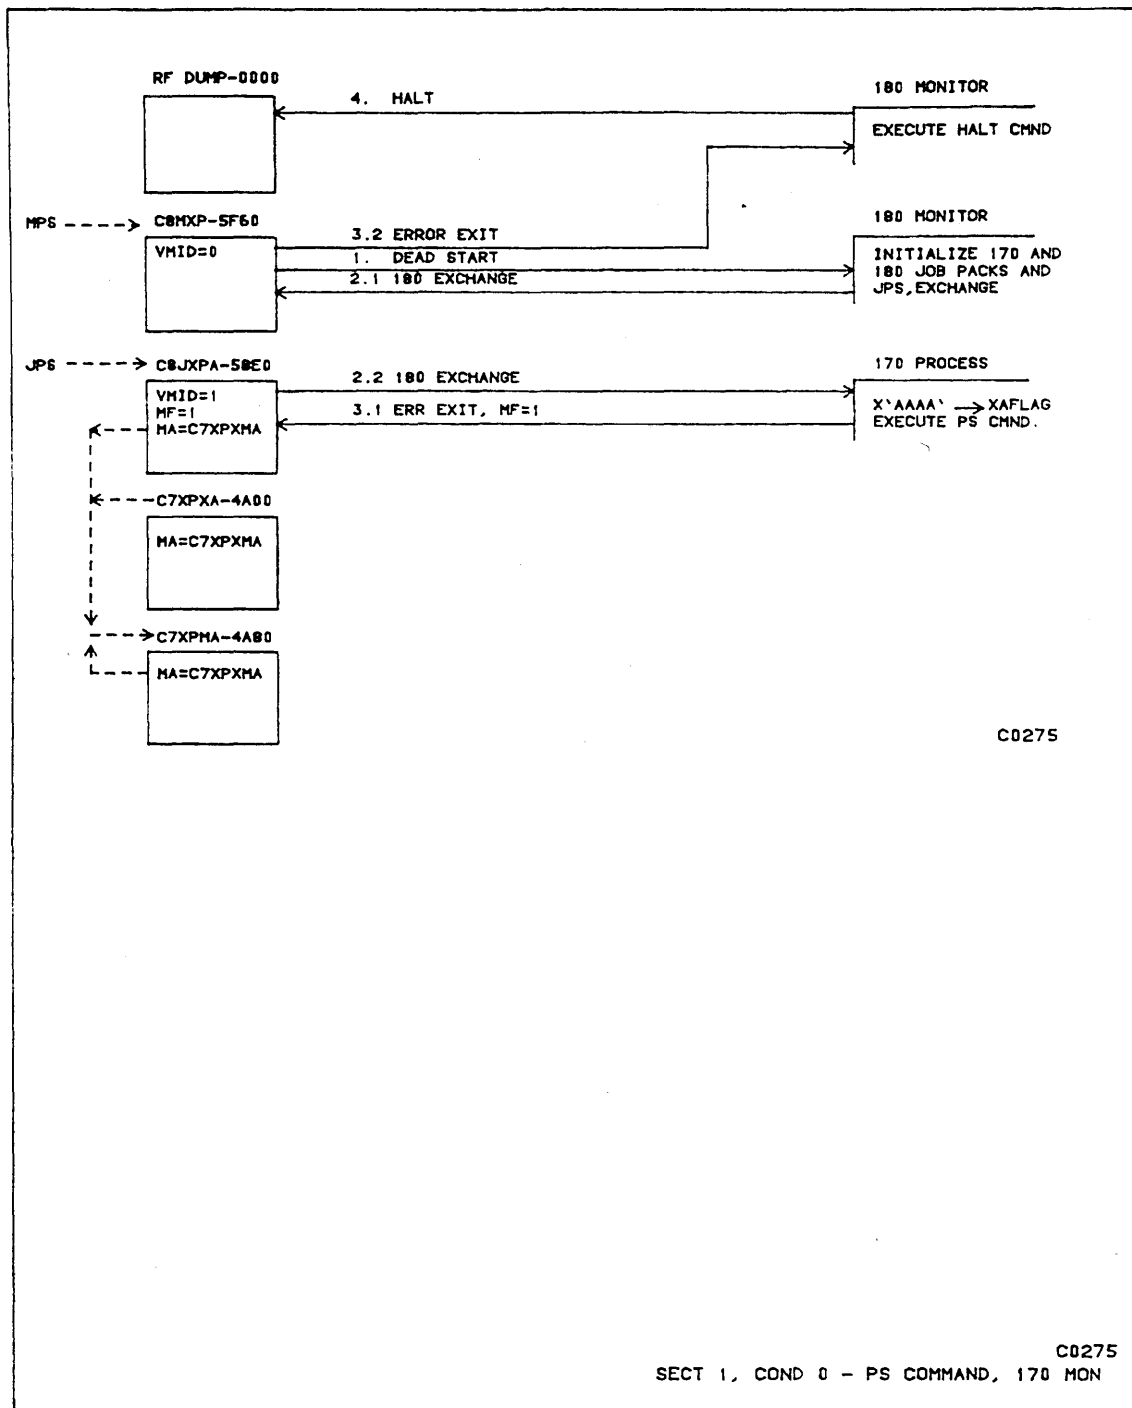 RF DUMP-0000
180 MONITOR
4. HALT
EXECUTE HALT CMND
MPS
C8MXP-5F60
180 MONITOR
VMID=0
3.2 ERROR EXIT
1. DEAD START
2.1 180 EXCHANGE
INITIALIZE 170 AND
180 JOB PACKS AND
JPS,EXCHANGE
JPS
C8JXPA-58E0
170 PROCESS
2.2 180 EXCHANGE
VMID=1
MF=1
MA=C7XPXMA
3.1 ERR EXIT, MF=1
X`AAAA` → XAFLAG
EXECUTE PS CMND.
C7XPXA-4A00
MA=C7XPXMA
C7XPMA-4A80
MA=C7XPXMA
C0275
C0275
SECT 1, COND 0 - PS COMMAND, 170 MON